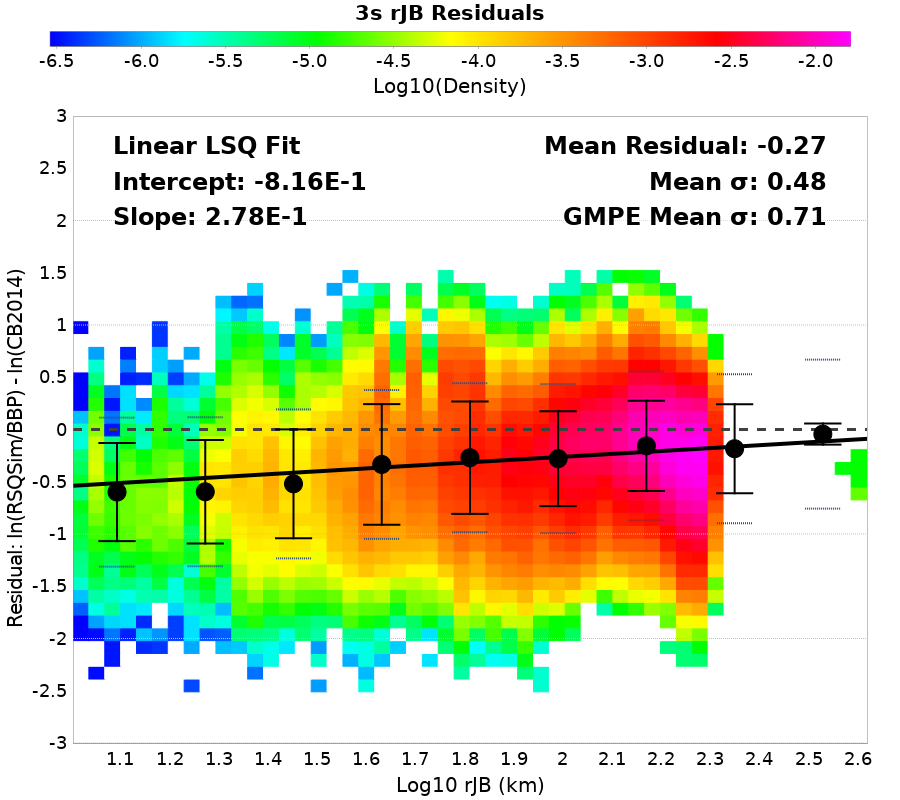 3s rJB Residuals
-6.5 -6.0 -5.5 -5.0 -4.5 -4.0 -3.5 -3.0 -2.5 -2.0
Log10(Density)
Linear LSQ Fit
Intercept: -8.16E-1
Slope: 2.78E-1
Mean Residual: -0.27
Mean σ: 0.48
GMPE Mean σ: 0.71
Residual: ln(RSQSim/BBP) - ln(CB2014)
3
2.5
2
1.5
1
0.5
0
-0.5
-1
-1.5
-2
-2.5
-3
1.1 1.2 1.3 1.4 1.5 1.6 1.7 1.8 1.9 2 2.1 2.2 2.3 2.4 2.5 2.6
Log10 rJB (km)